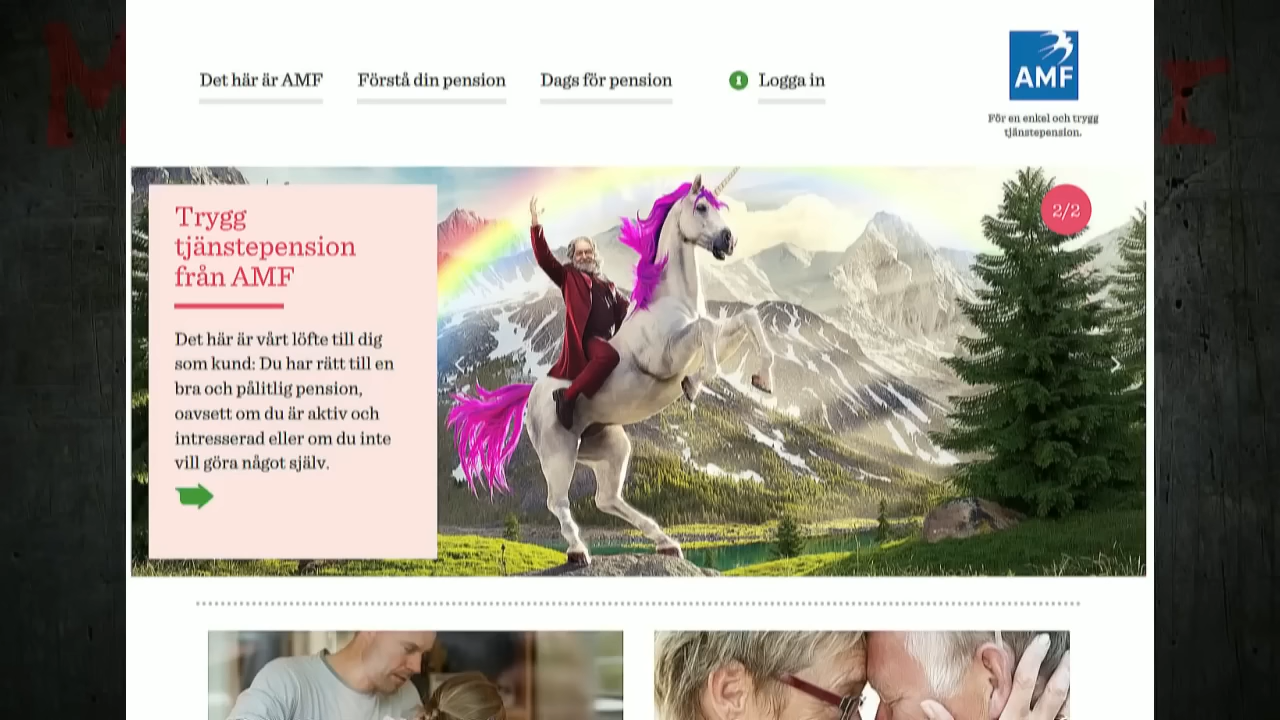 Det här är AMF
Förstå din pension
Dags för pension
Logga in
AMF
För en enkel och trygg
tjänstepension.
Trygg
tjänstepension
från AMF
2/2
Det här är vårt löfte till dig
som kund: Du har rätt till en
bra och pålitlig pension,
oavsett om du är aktiv och
intresserad eller om du inte
vill göra något själv.